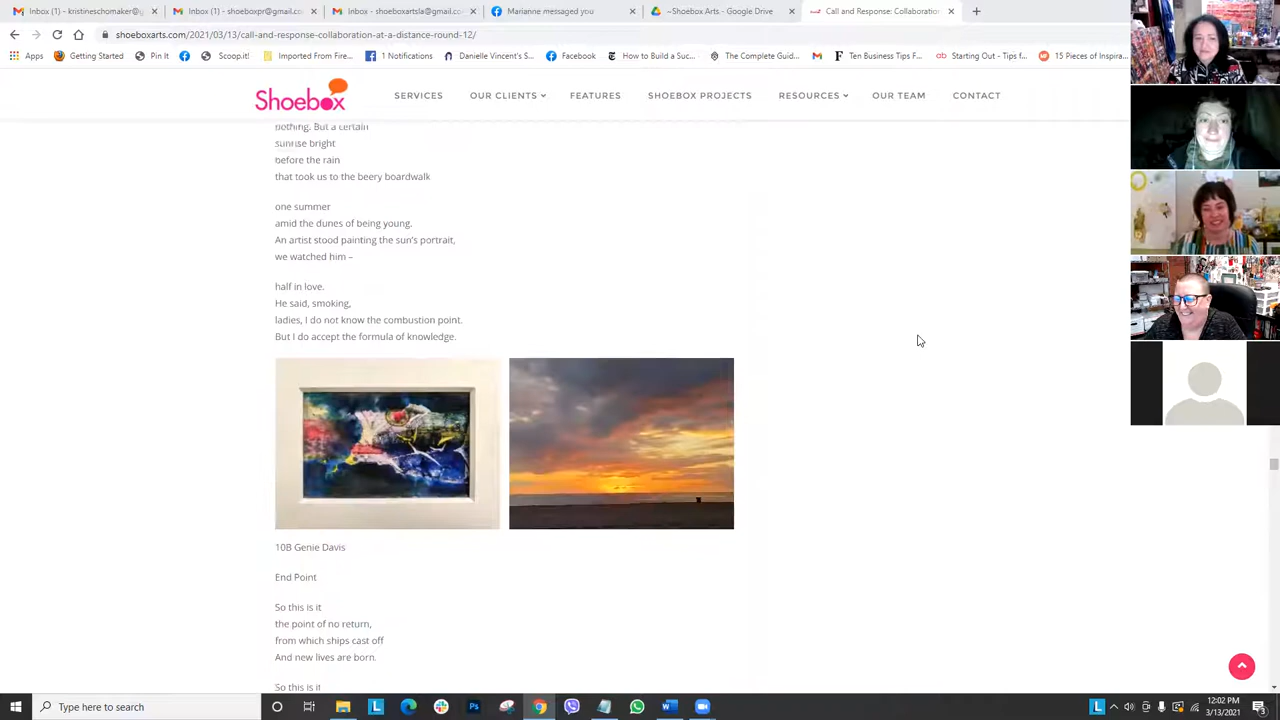 Inbox (1) - kristineschomaker@g
Inbox (1) - shoeboxpr@gmail.co
Inbox - shoeboxartsla@gmail.c
Marianne messaged you
~Shoebox Arts - Google Drive
Call and Response: Collaboration
shoeboxarts.com/2021/03/13/call-and-response-collaboration-at-a-distance-round-12/
Apps
Getting Started
Pin It
Scoop.it!
Imported From Fire...
1 Notificatio...
Danielle Vincent's S...
Facebook
How to Build a Suc...
The Complete Guid...
Ten Business Tips F...
Starting Out - Tips f...
15 Pieces of Inspira...
Shoebox
SERVICES
OUR CLIENTS
FEATURES
SHOEBOX PROJECTS
RESOURCES
OUR TEAM
CONTACT
nothing. But a certain
sunrise bright
before the rain
that took us to the beery boardwalk
one summer
amid the dunes of being young.
An artist stood painting the sun's portrait,
we watched him –
half in love.
He said, smoking,
ladies, I do not know the combustion point.
But I do accept the formula of knowledge.
10B Genie Davis
End Point
So this is it
the point of no return,
from which ships cast off
And new lives are born.
So this is it
Type here to search
12:02 PM
3/13/2021